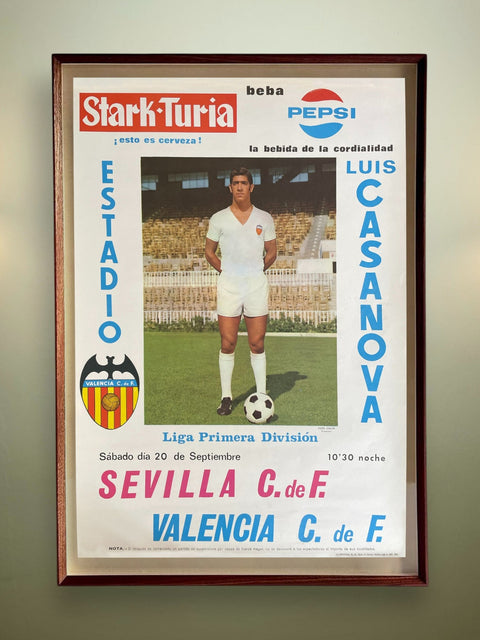 Stark·Turia
¡esto es cerveza!
beba
PEPSI
la bebida de la cordialidad
ESTADIO
LUIS
CASANOVA
VALENCIA C. de F.
Liga Primera División
Sábado día 20 de Septiembre
10'30 noche
SEVILLA C. de F.
VALENCIA C. de F.
NOTA.